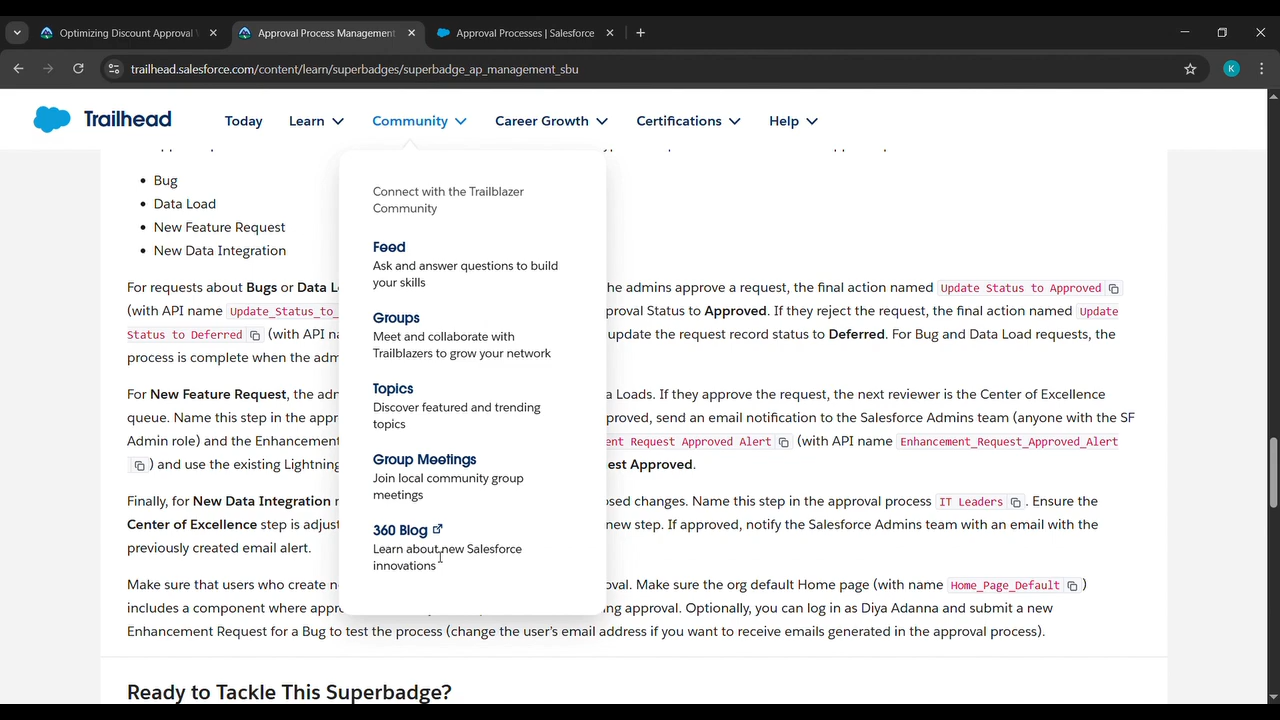 Optimizing Discount Approval
Approval Process Management
Approval Processes | Salesforce
trailhead.salesforce.com/content/learn/superbadges/superbadge_ap_management_sbu
K
Trailhead
Today
Learn
Community
Career Growth
Certifications
Help
• Bug
• Data Load
• New Feature Request
• New Data Integration
Connect with the Trailblazer
Community
Feed
Ask and answer questions to build
your skills
Groups
Meet and collaborate with
Trailblazers to grow your network
Topics
Discover featured and trending
topics
Group Meetings
Join local community group
meetings
360 Blog
Learn about new Salesforce
innovations
For requests about Bugs or Data L he admins approve a request, the final action named Update Status to Approved
(with API name Update_Status_to_ proval Status to Approved. If they reject the request, the final action named Update
Status to Deferred (with API na update the request record status to Deferred. For Bug and Data Load requests, the
process is complete when the adm
For New Feature Request, the adm a Loads. If they approve the request, the next reviewer is the Center of Excellence
queue. Name this step in the appr proved, send an email notification to the Salesforce Admins team (anyone with the SF
Admin role) and the Enhancement ent Request Approved Alert (with API name Enhancement_Request_Approved_Alert
) and use the existing Lightning est Approved.
Finally, for New Data Integration r osed changes. Name this step in the approval process IT Leaders . Ensure the
Center of Excellence step is adjust new step. If approved, notify the Salesforce Admins team with an email with the
previously created email alert.
Make sure that users who create n oval. Make sure the org default Home page (with name Home_Page_Default )
includes a component where appro ng approval. Optionally, you can log in as Diya Adanna and submit a new
Enhancement Request for a Bug to test the process (change the user's email address if you want to receive emails generated in the approval process).
Ready to Tackle This Superbadge?